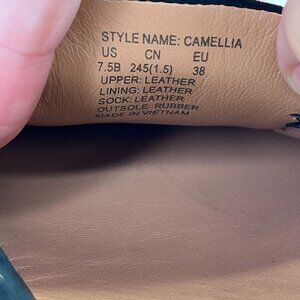 STYLE NAME: CAMELLIA
US CN EU
7.5B 245(1.5) 38
UPPER: LEATHER
LINING: LEATHER
SOCK: LEATHER
OUTSOLE: RUBBER
MADE IN VIETNAM